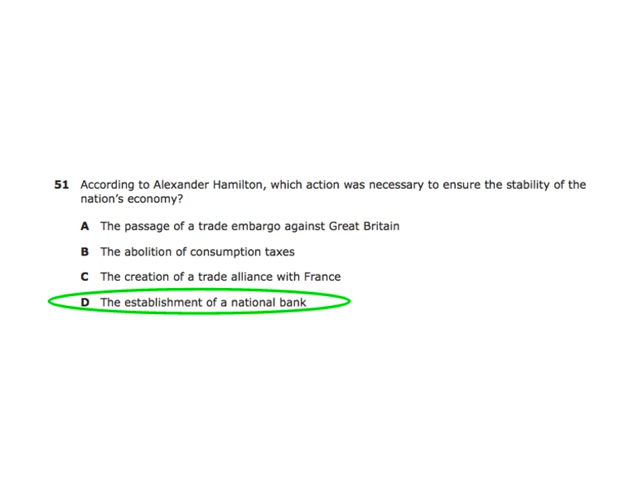 51 According to Alexander Hamilton, which action was necessary to ensure the stability of the
nation's economy?
A The passage of a trade embargo against Great Britain
B The abolition of consumption taxes
C The creation of a trade alliance with France
D The establishment of a national bank